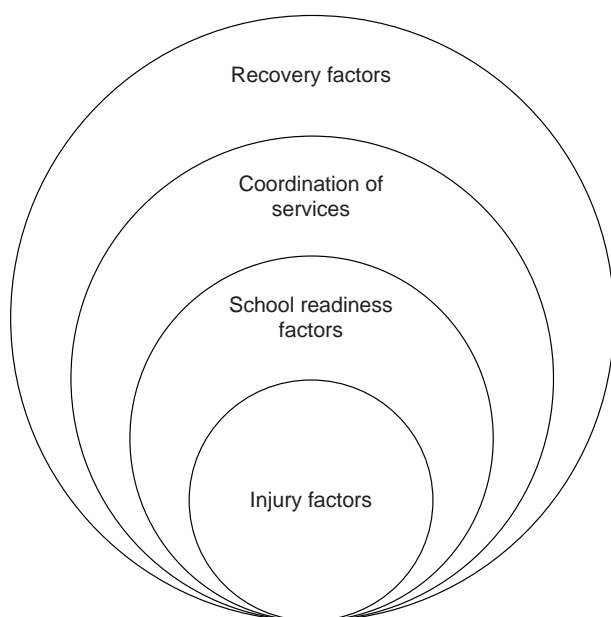 Recovery factors
Coordination of
services
School readiness
factors
Injury factors